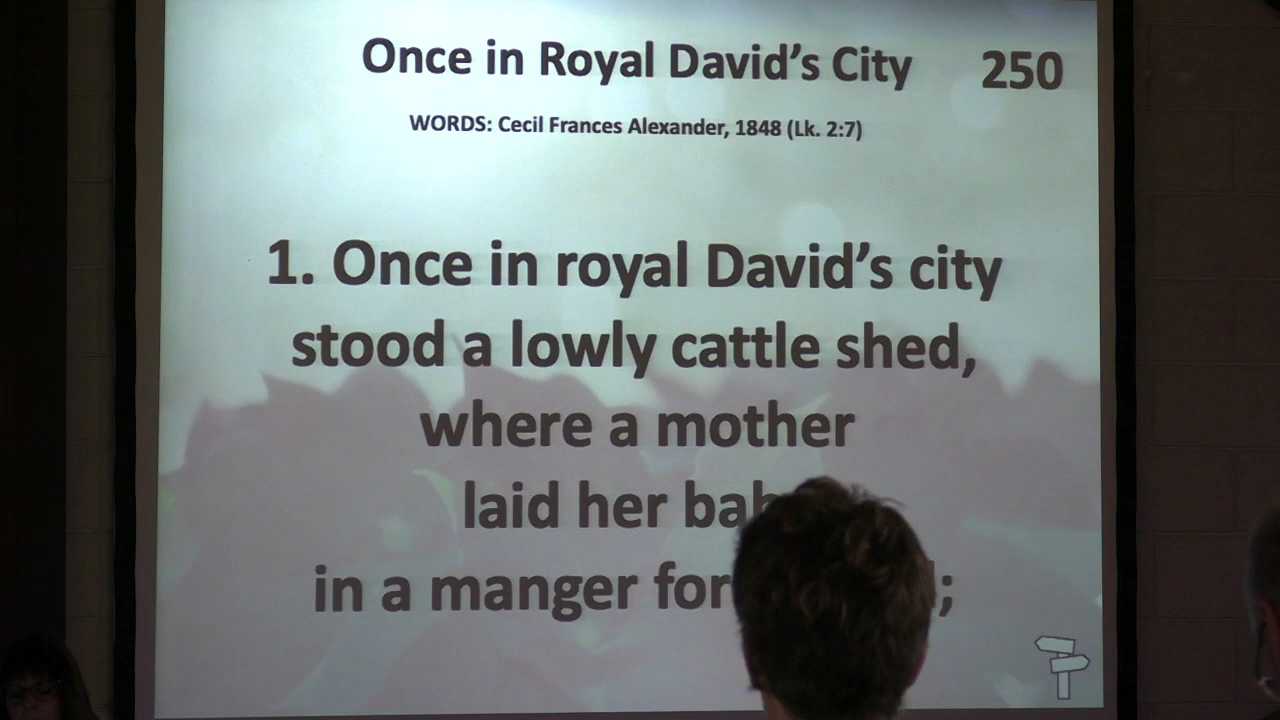 Once in Royal David's City 250
WORDS: Cecil Frances Alexander, 1848 (Lk. 2:7)
1. Once in royal David's city
stood a lowly cattle shed,
where a mother
laid her
in a manger for